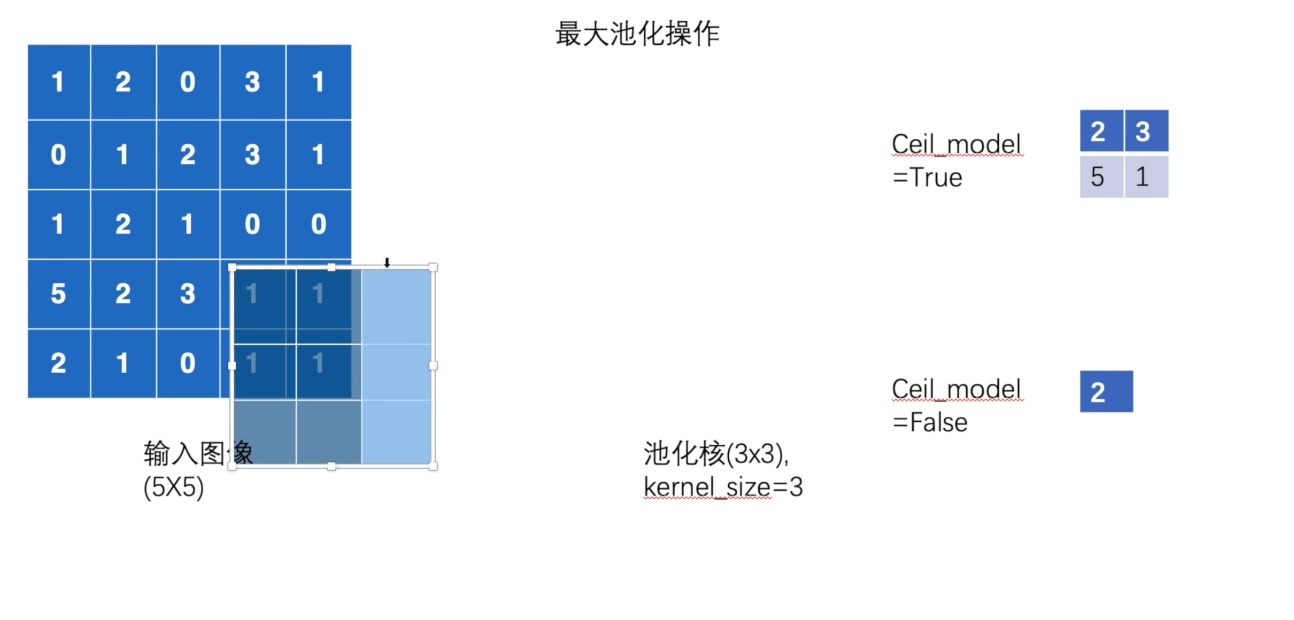 最大池化操作
1 2 0 3 1
0 1 2 3 1
1 2 1 0 0
5 2 3 1 1
2 1 0 1 1
输入图像
(5X5)
池化核(3x3),
kernel_size=3
Ceil_model
=True
2 3
5 1
Ceil_model
=False
2